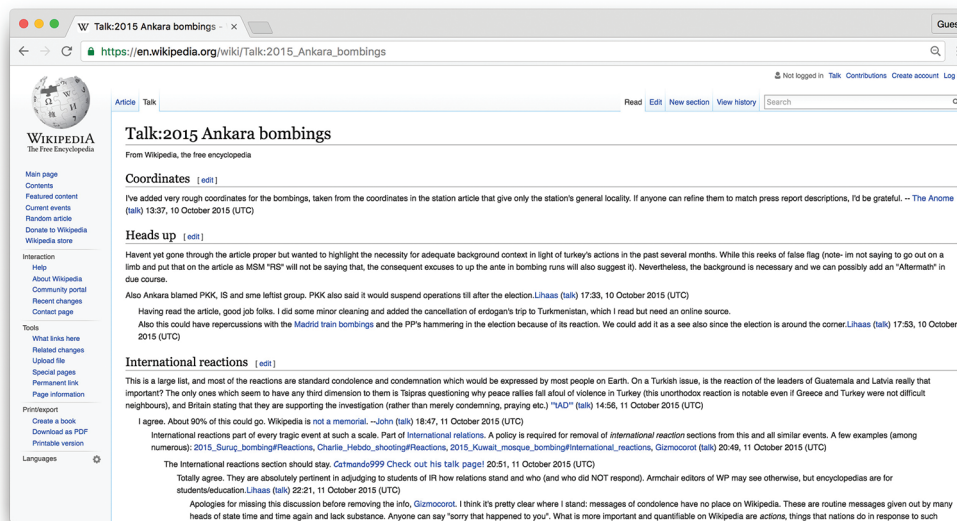 Talk:2015 Ankara bombings -
Gues
https://en.wikipedia.org/wiki/Talk:2015_Ankara_bombings
Not logged in Talk Contributions Create account Log
Article Talk
Read Edit New section View history Search
WIKIPEDIA
The Free Encyclopedia
Main page
Contents
Featured content
Current events
Random article
Donate to Wikipedia
Wikipedia store
Interaction
Help
About Wikipedia
Community portal
Recent changes
Contact page
Tools
What links here
Related changes
Upload file
Special pages
Permanent link
Page information
Print/export
Create a book
Download as PDF
Printable version
Languages
Talk:2015 Ankara bombings
From Wikipedia, the free encyclopedia
Coordinates [ edit ]
I've added very rough coordinates for the bombings, taken from the coordinates in the station article that give only the station's general locality. If anyone can refine them to match press report descriptions, I'd be grateful. -- The Anome
(talk) 13:37, 10 October 2015 (UTC)
Heads up [ edit ]
Havent yet gone through the article proper but wanted to highlight the necessity for adequate background context in light of turkey's actions in the past several months. While this reeks of false flag (note- im not saying to go out on a
limb and put that on the article as MSM "RS" will not be saying that, the consequent excuses to up the ante in bombing runs will also suggest it). Nevertheless, the background is necessary and we can possibly add an "Aftermath" in
due course.
Also Ankara blamed PKK, IS and sme leftist group. PKK also said it would suspend operations till after the election.Lihaas (talk) 17:33, 10 October 2015 (UTC)
Having read the article, good job folks. I did some minor cleaning and added the cancellation of erdogan's trip to Turkmenistan, which I read but need an online source.
Also this could have repercussions with the Madrid train bombings and the PP's hammering in the election because of its reaction. We could add it as a see also since the election is around the corner.Lihaas (talk) 17:53, 10 October
2015 (UTC)
International reactions [ edit ]
This is a large list, and most of the reactions are standard condolence and condemnation which would be expressed by most people on Earth. On a Turkish issue, is the reaction of the leaders of Guatemala and Latvia really that
important? The only ones which seem to have any third dimension to them is Tsipras questioning why peace rallies fall afoul of violence in Turkey (this unorthodox reaction is notable even if Greece and Turkey were not difficult
neighbours), and Britain stating that they are supporting the investigation (rather than merely condemning, praying etc.) '''tAD''' (talk) 14:56, 11 October 2015 (UTC)
I agree. About 90% of this could go. Wikipedia is not a memorial. --John (talk) 18:47, 11 October 2015 (UTC)
International reactions part of every tragic event at such a scale. Part of International relations. A policy is required for removal of international reaction sections from this and all similar events. A few examples (among
numerous): 2015_Suruç_bombing#Reactions, Charlie_Hebdo_shooting#Reactions, 2015_Kuwait_mosque_bombing#International_reactions, Gizmocorot (talk) 20:49, 11 October 2015 (UTC)
The International reactions section should stay. Catmando999 Check out his talk page! 20:51, 11 October 2015 (UTC)
Totally agree. They are absolutely pertinent in adjudging to students of IR how relations stand and who (and who did NOT respond). Armchair editors of WP may see otherwise, but encyclopedias are for
students/education.Lihaas (talk) 22:21, 11 October 2015 (UTC)
Apologies for missing this discussion before removing the info, Gizmocorot. I think it's pretty clear where I stand: messages of condolence have no place on Wikipedia. These are routine messages given out by many
heads of state time and time again and lack substance. Anyone can say "sorry that happened to you". What is more important and quantifiable on Wikipedia are actions, things that nations do in response to such